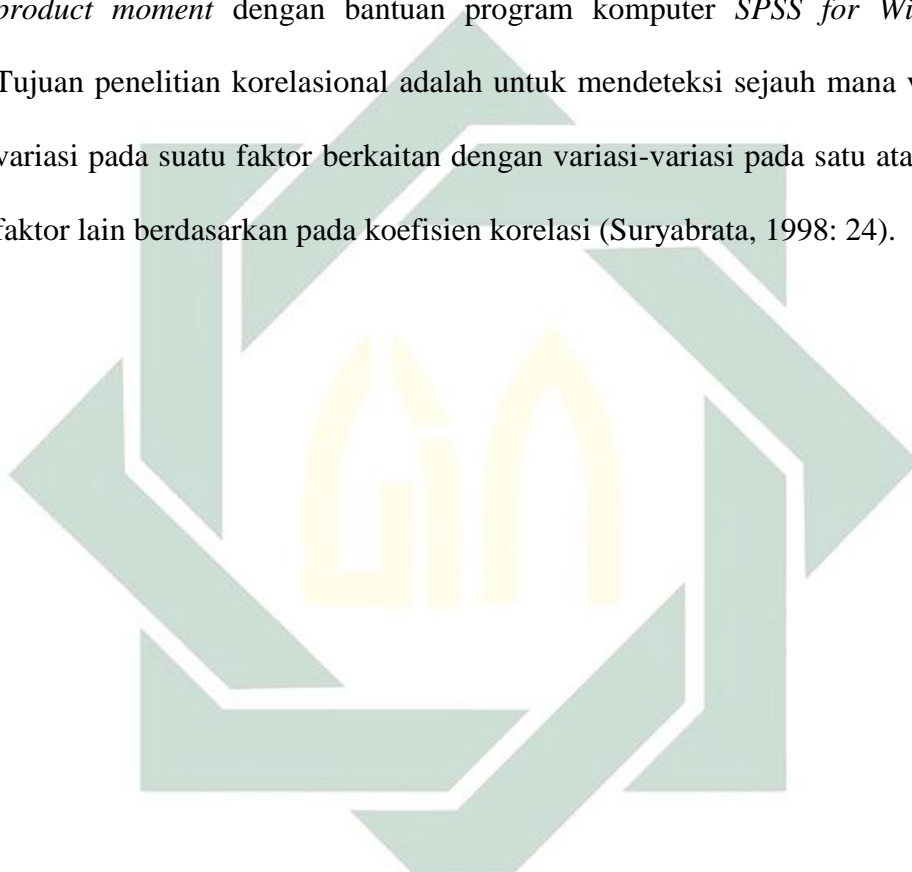 product moment dengan bantuan program komputer SPSS for Wi
Tujuan penelitian korelasional adalah untuk mendeteksi sejauh mana v
variasi pada suatu faktor berkaitan dengan variasi-variasi pada satu ata
faktor lain berdasarkan pada koefisien korelasi (Suryabrata, 1998: 24).